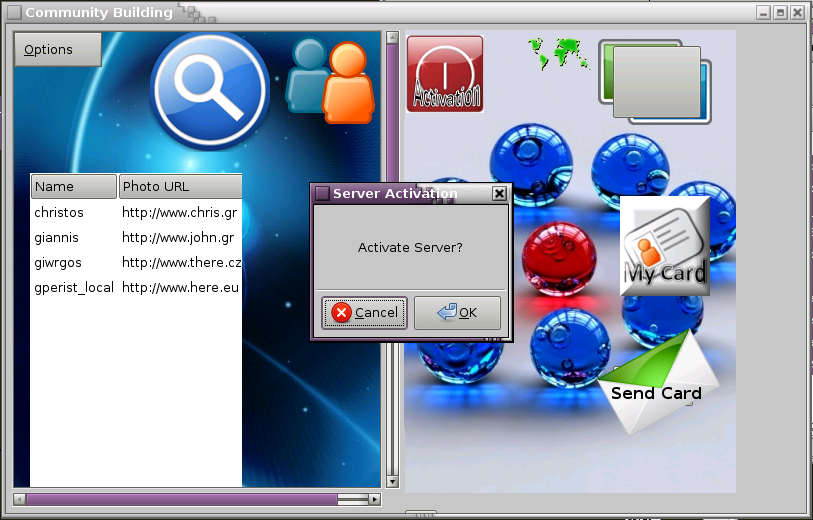 Community Building
Options
Activation
Name Photo URL
christos http://www.chris.gr
giannis http://www.john.gr
giwrgos http://www.there.cz
gperist_local http://www.here.eu
Server Activation
Activate Server?
Cancel OK
My Card
Send Card